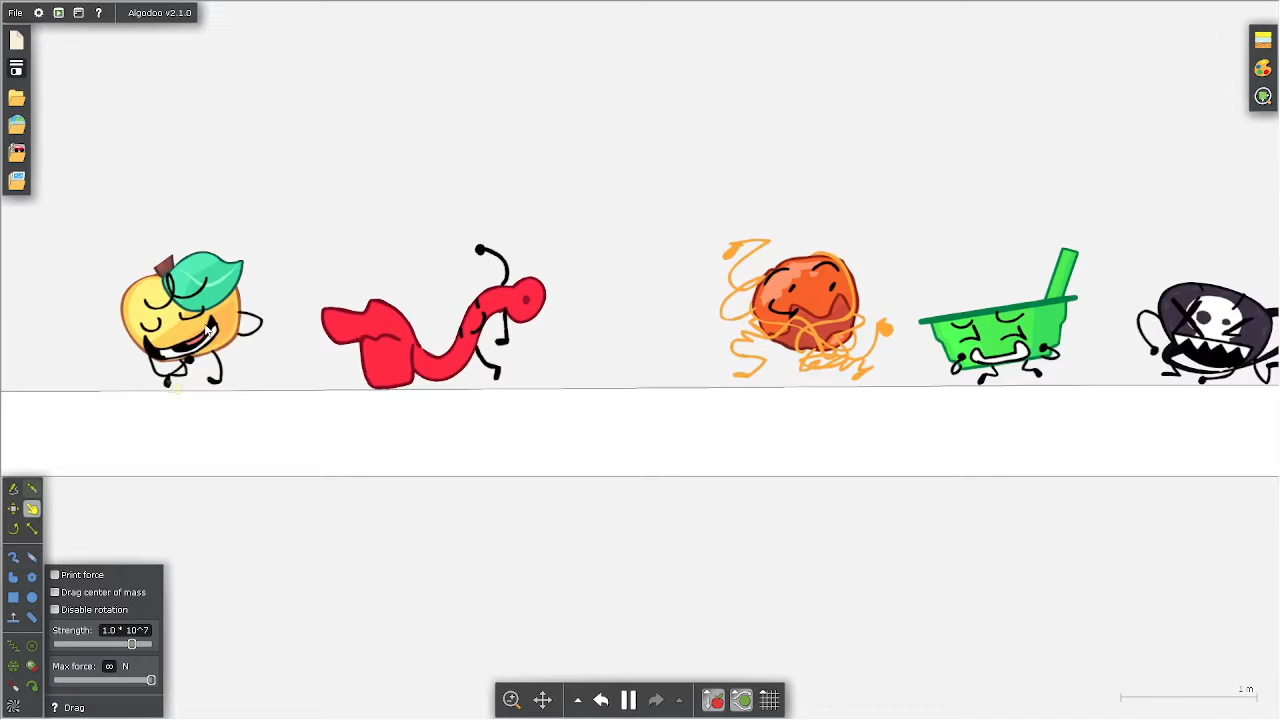 File ? Algodoo v2.1.0
Print force
Drag center of mass
Disable rotation
Strength: 1.0 * 10^7
Max force: ∞ N
? Drag
1 m